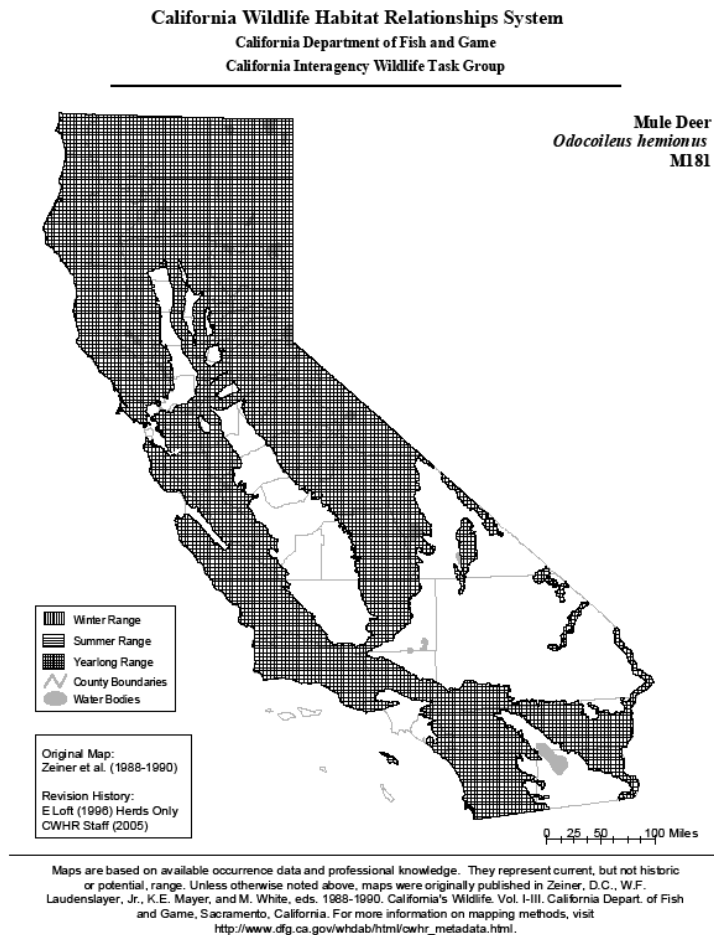 California Wildlife Habitat Relationships System
California Department of Fish and Game
California Interagency Wildlife Task Group
Mule Deer
Odocoileus hemionus
M181
Winter Range
Summer Range
Yearlong Range
County Boundaries
Water Bodies
Original Map:
Zeiner et al. (1988-1990)
Revision History:
E Loft (1996) Herds Only
CWHR Staff (2005)
0 25 50 100 Miles
Maps are based on available occurrence data and professional knowledge. They represent current, but not historic
or potential, range. Unless otherwise noted above, maps were originally published in Zeiner, D.C., W.F.
Laudenslayer, Jr., K.E. Mayer, and M. White, eds. 1988-1990. California's Wildlife. Vol. I-III. California Depart. of Fish
and Game, Sacramento, California. For more information on mapping methods, visit
http://www.dfg.ca.gov/whdab/html/cwhr_metadata.html.